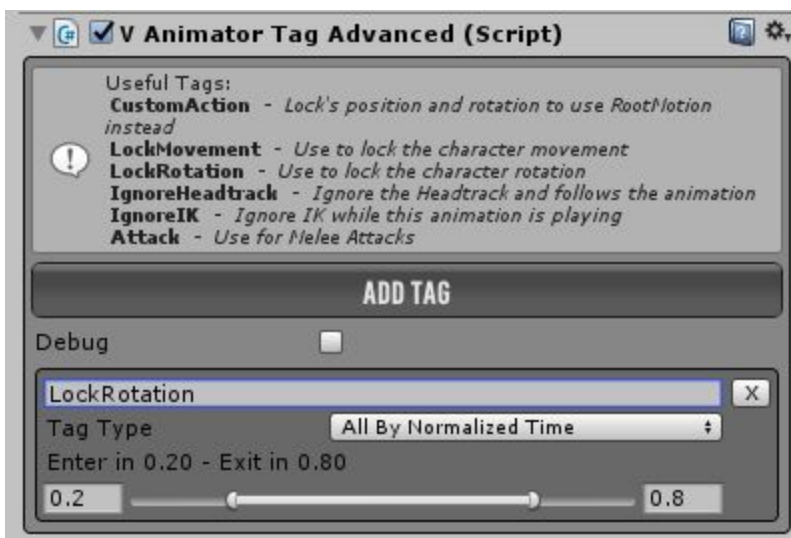 V Animator Tag Advanced (Script)
Useful Tags:
CustomAction - Lock's position and rotation to use RootMotion
instead
LockMovement - Use to lock the character movement
LockRotation - Use to lock the character rotation
IgnoreHeadtrack - Ignore the Headtrack and follows the animation
IgnoreIK - Ignore IK while this animation is playing
Attack - Use for Melee Attacks
ADD TAG
Debug
LockRotation X
Tag Type All By Normalized Time
Enter in 0.20 - Exit in 0.80
0.2 0.8